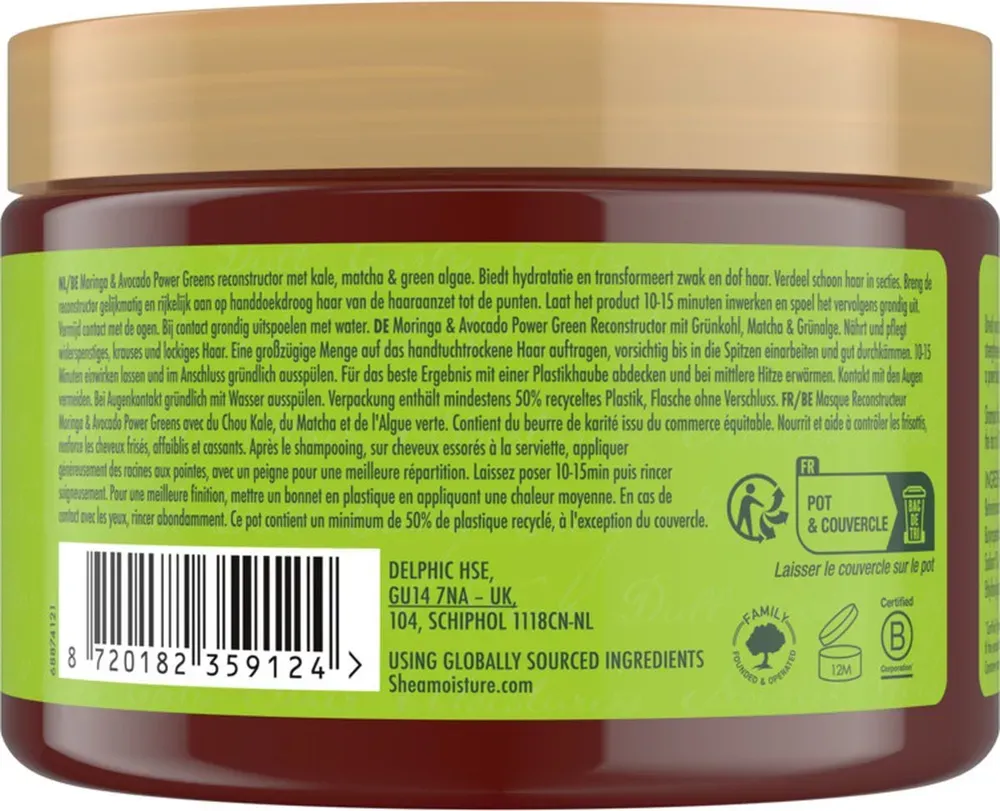 NL/BE Moringa & Avocado Power Greens reconstructor met kale, matcha & green algae. Biedt hydratatie en transformeert zwak en dof haar. Verdeel schoon haar in secties. Breng de
reconstructor gelijkmatig en rijkelijk aan op handdoekdroog haar van de haaraanzet tot de punten. Laat het product 10-15 minuten inwerken en spoel het vervolgens grondig uit.
Vermijd contact met de ogen. Bij contact grondig uitspoelen met water. DE Moringa & Avocado Power Green Reconstructor mit Grünkohl, Matcha & Grünalge. Nährt und pflegt
widerspenstiges, krauses und lockiges Haar. Eine großzügige Menge auf das handtuchtrockene Haar auftragen, vorsichtig bis in die Spitzen einarbeiten und gut durchkämmen. 10-15
Minuten einwirken lassen und im Anschluss gründlich ausspülen. Für das beste Ergebnis mit einer Plastikhaube abdecken und bei mittlere Hitze erwärmen. Kontakt mit den Augen
vermeiden. Bei Augenkontakt gründlich mit Wasser ausspülen. Verpackung enthält mindestens 50% recyceltes Plastik, Flasche ohne Verschluss. FR/BE Masque Reconstructeur
Moringa & Avocado Power Greens avec du Chou Kale, du Matcha et de l'Algue verte. Contient du beurre de karité issu du commerce équitable. Nourrit et aide à contrôler les frisottis,
renforce les cheveux frisés, affaiblis et cassants. Après le shampooing, sur cheveux essorés à la serviette, appliquer
généreusement des racines aux pointes, avec un peigne pour une meilleure répartition. Laissez poser 10-15min puis rincer
soigneusement. Pour une meilleure finition, mettre un bonnet en plastique en appliquant une chaleur moyenne. En cas de
contact avec les yeux, rincer abondamment. Ce pot contient un minimum de 50% de plastique recyclé, à l'exception du couvercle.
FR
POT
& COUVERCLE
BAC
DE
TRI
Laisser le couvercle sur le pot
68874121
8 720182 359124 >
DELPHIC HSE,
GU14 7NA – UK,
104, SCHIPHOL 1118CN-NL
USING GLOBALLY SOURCED INGREDIENTS
Sheamoisture.com
FAMILY
FOUNDED & OPERATED
12M
Certified
B
Corporation